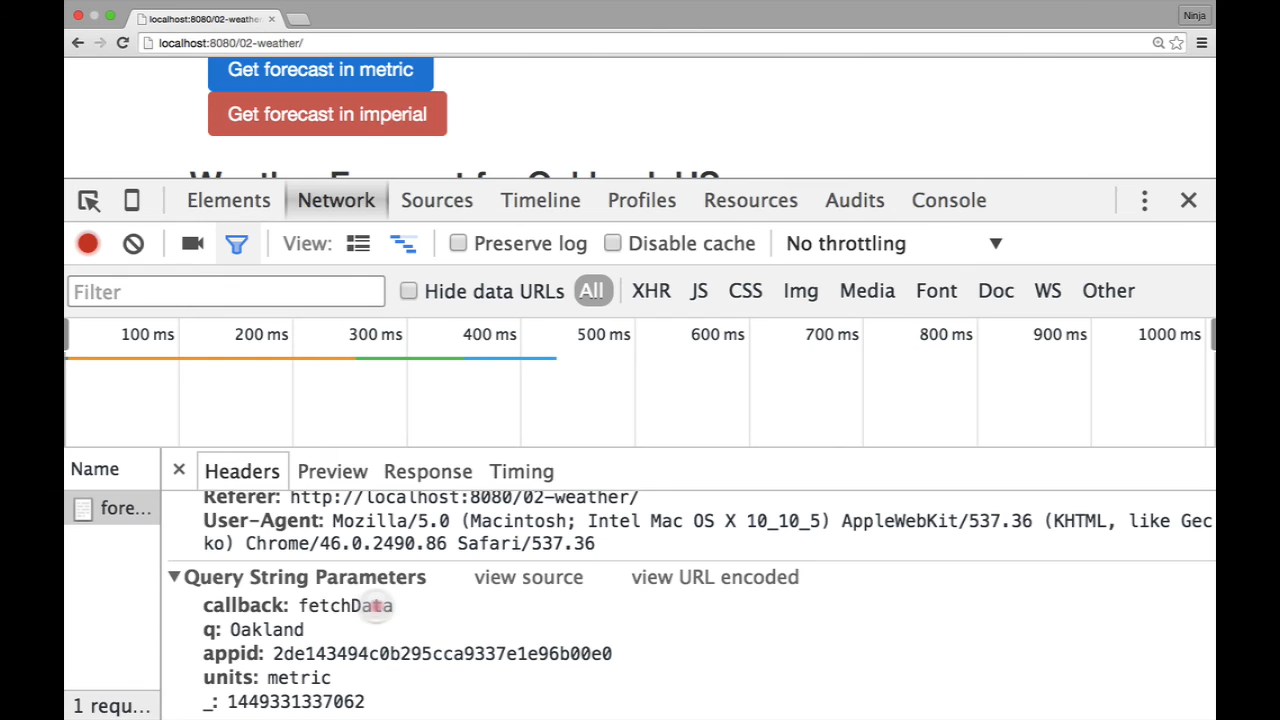 localhost:8080/02-weather
Ninja
localhost:8080/02-weather/
Get forecast in metric
Get forecast in imperial
Weather Forecast for Oakland, US
Elements Network Sources Timeline Profiles Resources Audits Console
View: Preserve log Disable cache No throttling
Filter Hide data URLs All XHR JS CSS Img Media Font Doc WS Other
100 ms 200 ms 300 ms 400 ms 500 ms 600 ms 700 ms 800 ms 900 ms 1000 ms
Name Headers Preview Response Timing
Referer: http://localhost:8080/02-weather/
fore...
User-Agent: Mozilla/5.0 (Macintosh; Intel Mac OS X 10_10_5) AppleWebKit/537.36 (KHTML, like Gec
ko) Chrome/46.0.2490.86 Safari/537.36
Query String Parameters view source view URL encoded
callback: fetchData
q: Oakland
appid: 2de143494c0b295cca9337e1e96b00e0
units: metric
_: 1449331337062
1 requ...